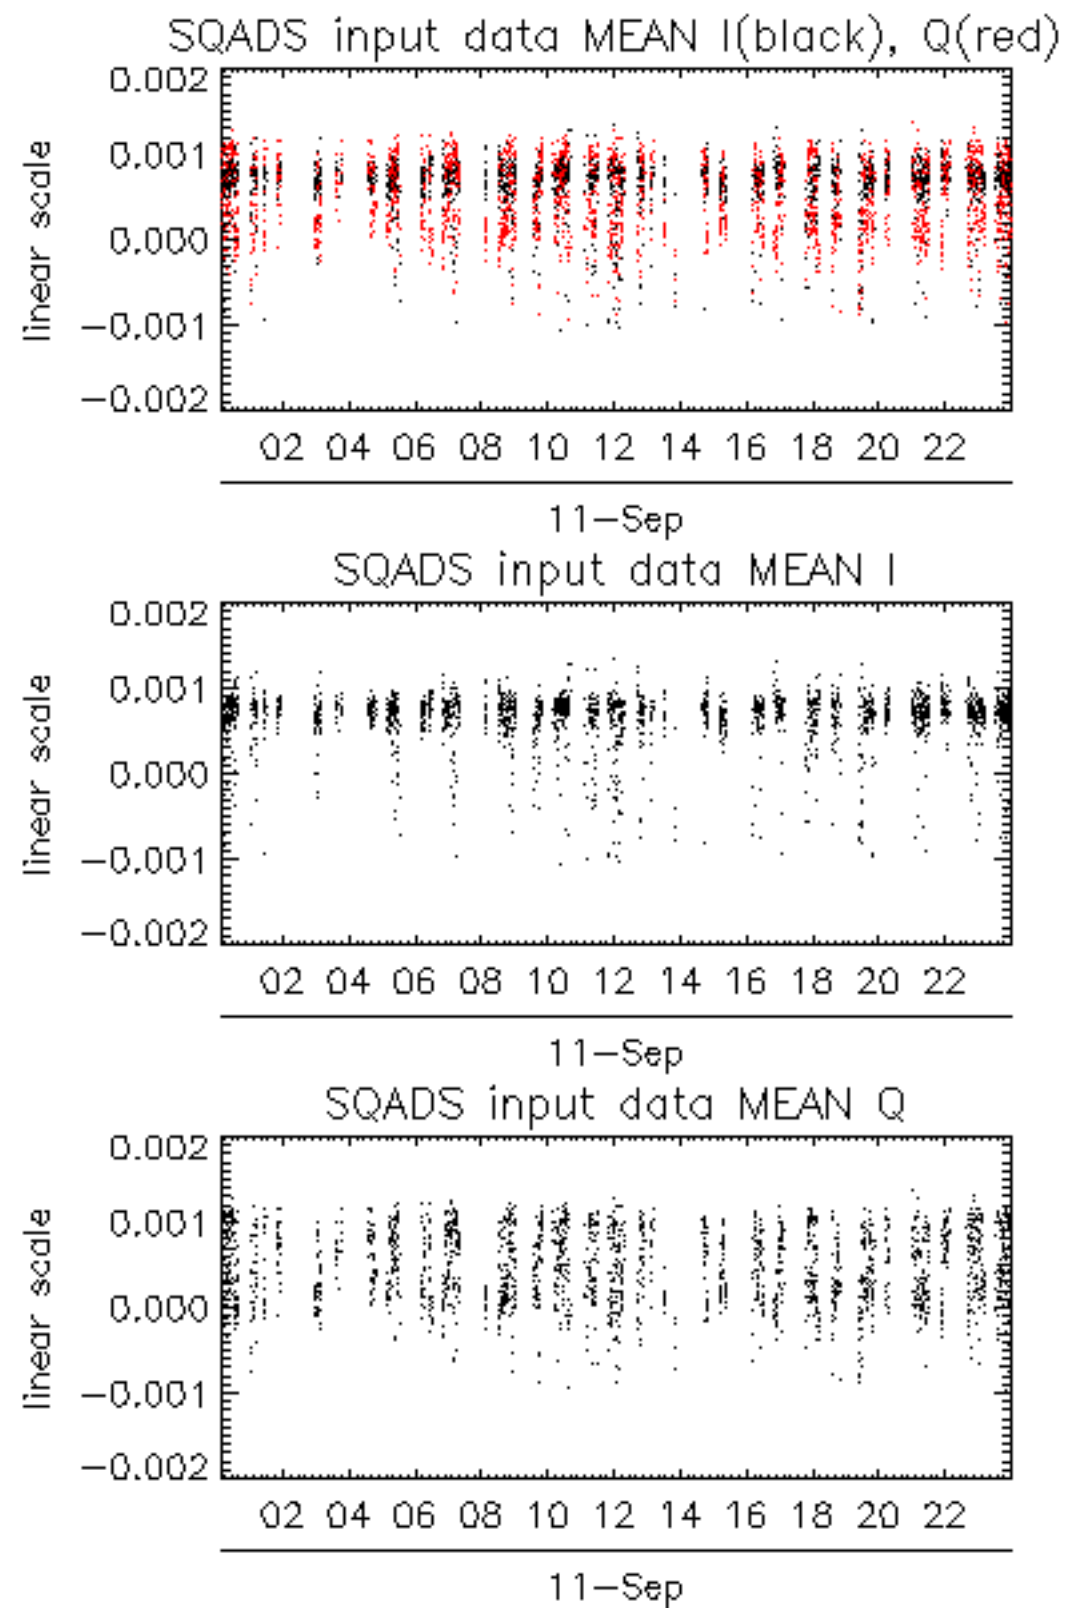 SQADS input data MEAN I(black), Q(red)
0.002
0.001
0.000
−0.001
−0.002
linear scale
02 04 06 08 10 12 14 16 18 20 22
11−Sep
SQADS input data MEAN I
0.002
0.001
0.000
−0.001
−0.002
linear scale
02 04 06 08 10 12 14 16 18 20 22
11−Sep
SQADS input data MEAN Q
0.002
0.001
0.000
−0.001
−0.002
linear scale
02 04 06 08 10 12 14 16 18 20 22
11−Sep